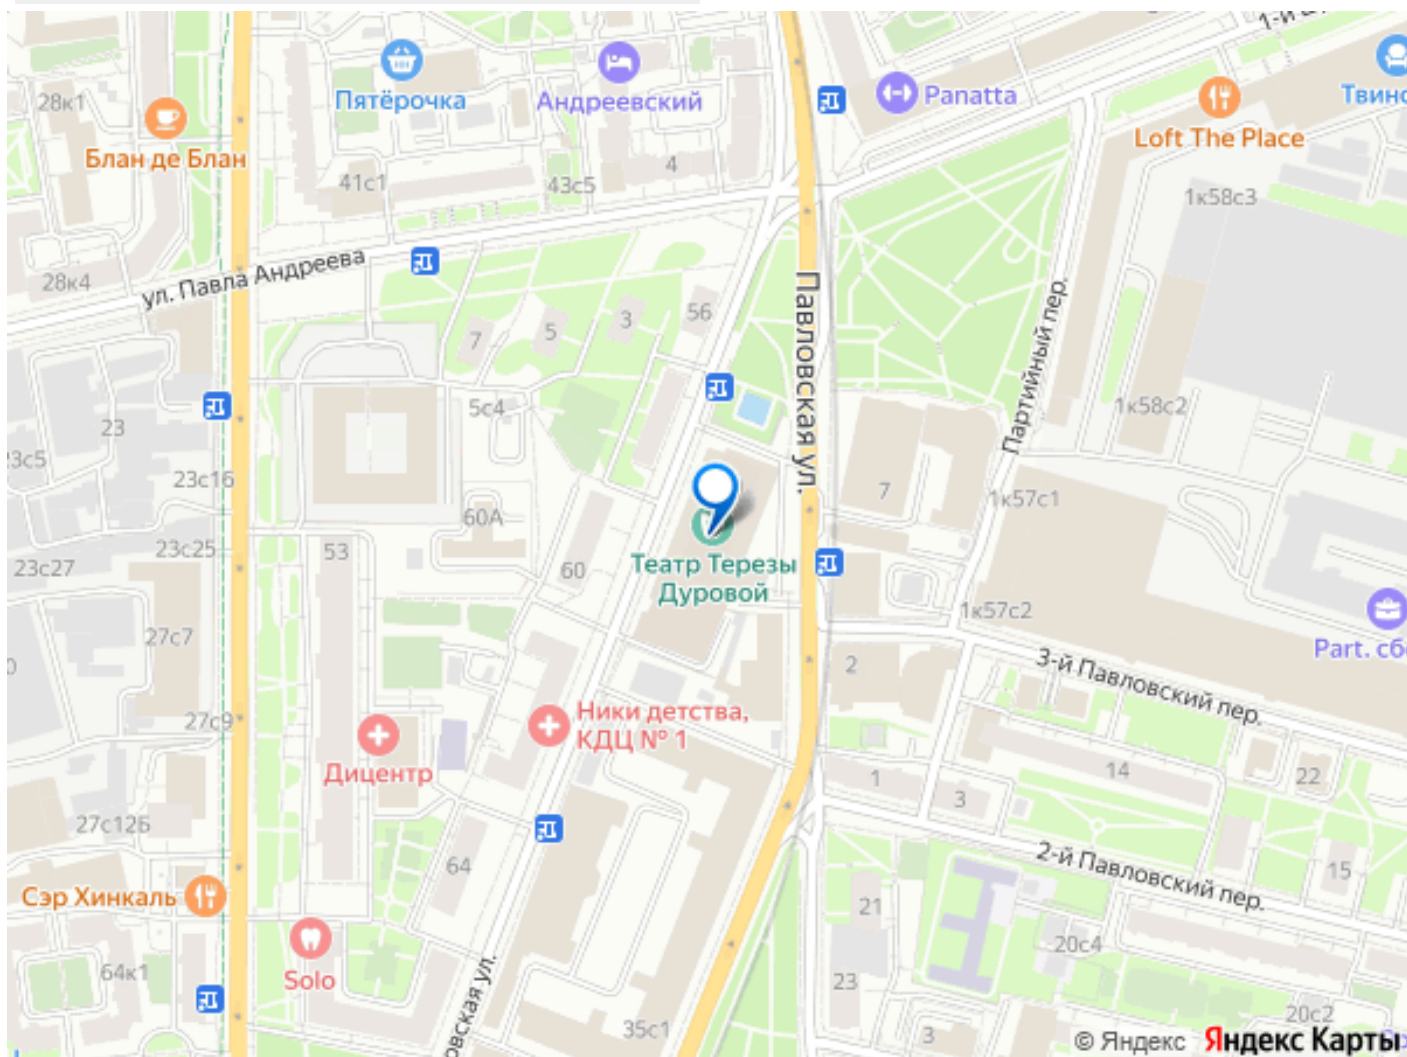 1-й
28к1
Пятёрочка
Андреевский
Panatta
Loft The Place
Блан де Блан
41с1
43с5
4
1к58с3
28к4
ул. Павла Андреева
Павловская ул.
Партийный пер.
7
5
3
56
5с4
1к58с2
23
23с16
7
1к57с1
60А
23с25
53
23с27
60
Театр Терезы
Дуровой
1к57с2
27с7
Part.
2
3-й Павловский пер.
27с9
Ники детства,
КДЦ № 1
Дицентр
1
14
22
3
27с12Б
64
2-й Павловский пер.
15
Сэр Хинкаль
21
20с4
Solo
64к1
23
35с1
3
20с2
© Яндекс Яндекс Карты